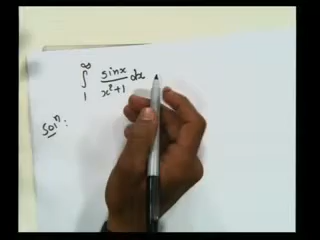 ∫₁^∞ sinx/(x²+1) dx
Solⁿ: